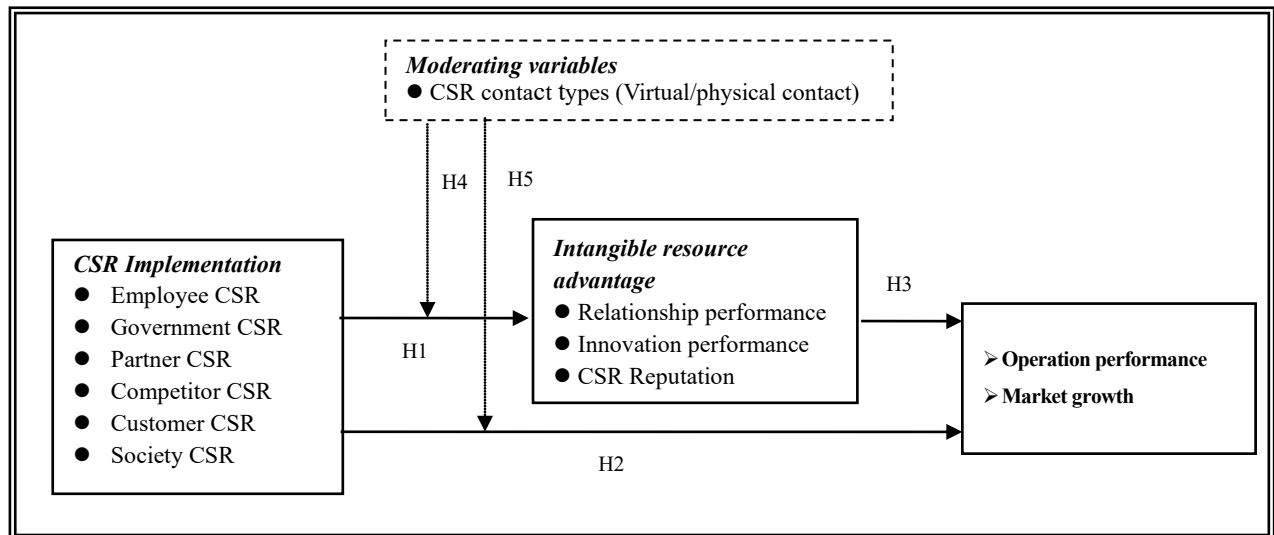 Moderating variables
● CSR contact types (Virtual/physical contact)
H4
H5
CSR Implementation
● Employee CSR
● Government CSR
● Partner CSR
● Competitor CSR
● Customer CSR
● Society CSR
H1
Intangible resource
advantage
● Relationship performance
● Innovation performance
● CSR Reputation
H3
H2
➢ Operation performance
➢ Market growth